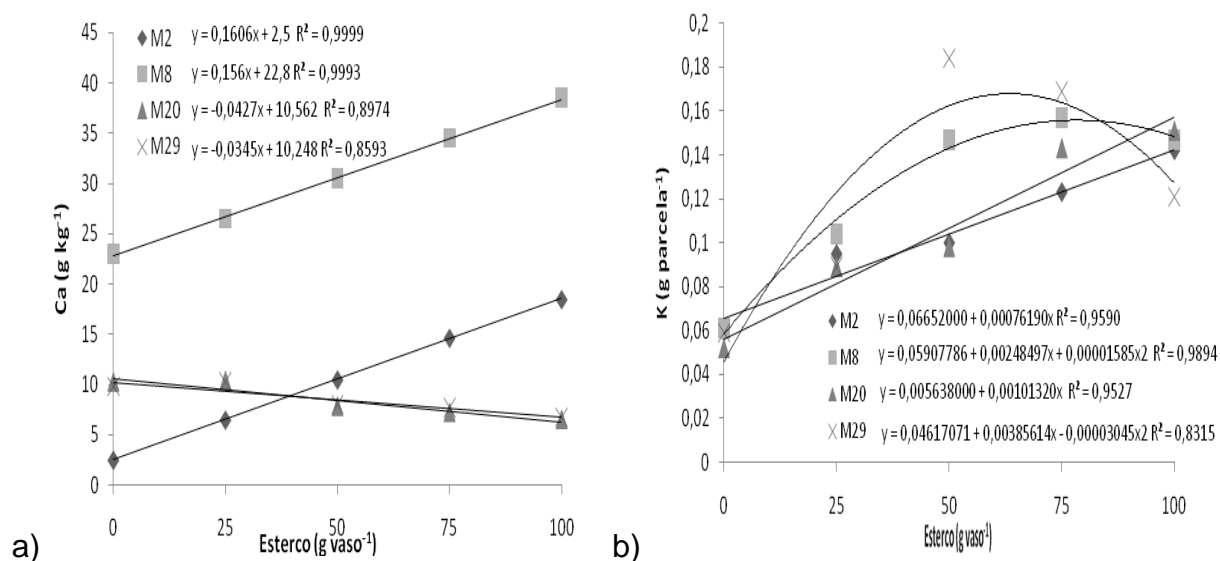 45
40
35
30
25
20
15
10
5
0
Ca (g kg⁻¹)
M2 y = 0,1606x + 2,5 R² = 0,9999
M8 y = 0,156x + 22,8 R² = 0,9993
M20 y = -0,0427x + 10,562 R² = 0,8974
M29 y = -0,0345x + 10,248 R² = 0,8593
0 25 50 75 100
Esterco (g vaso⁻¹)
a)
0,2
0,18
0,16
0,14
0,12
0,1
0,08
0,06
0,04
0,02
0
K (g parcela⁻¹)
M2 y = 0,06652000 + 0,00076190x R² = 0,9590
M8 y = 0,05907786 + 0,00248497x + 0,00001585x2 R² = 0,9894
M20 y = 0,005638000 + 0,00101320x R² = 0,9527
M29 y = 0,04617071 + 0,00385614x - 0,00003045x2 R² = 0,8315
0 25 50 75 100
Esterco (g vaso⁻¹)
b)